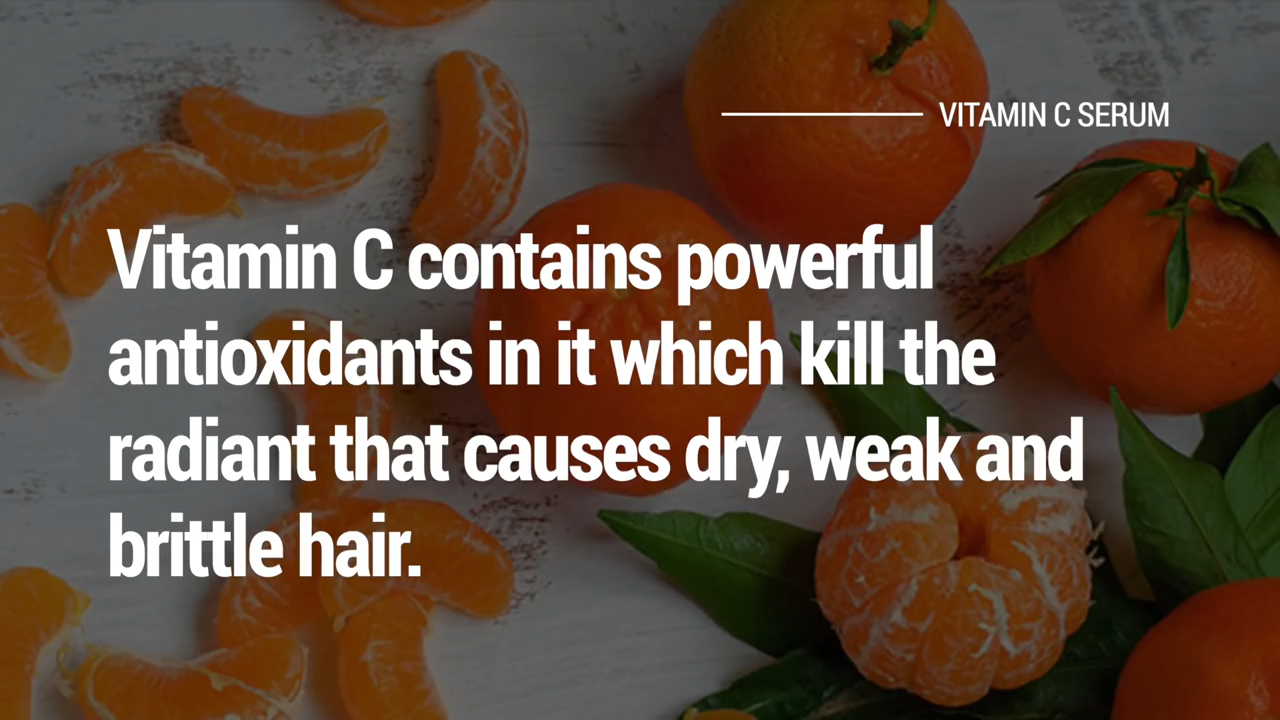 VITAMIN C SERUM
Vitamin C contains powerful
antioxidants in it which kill the
radiant that causes dry, weak and
brittle hair.